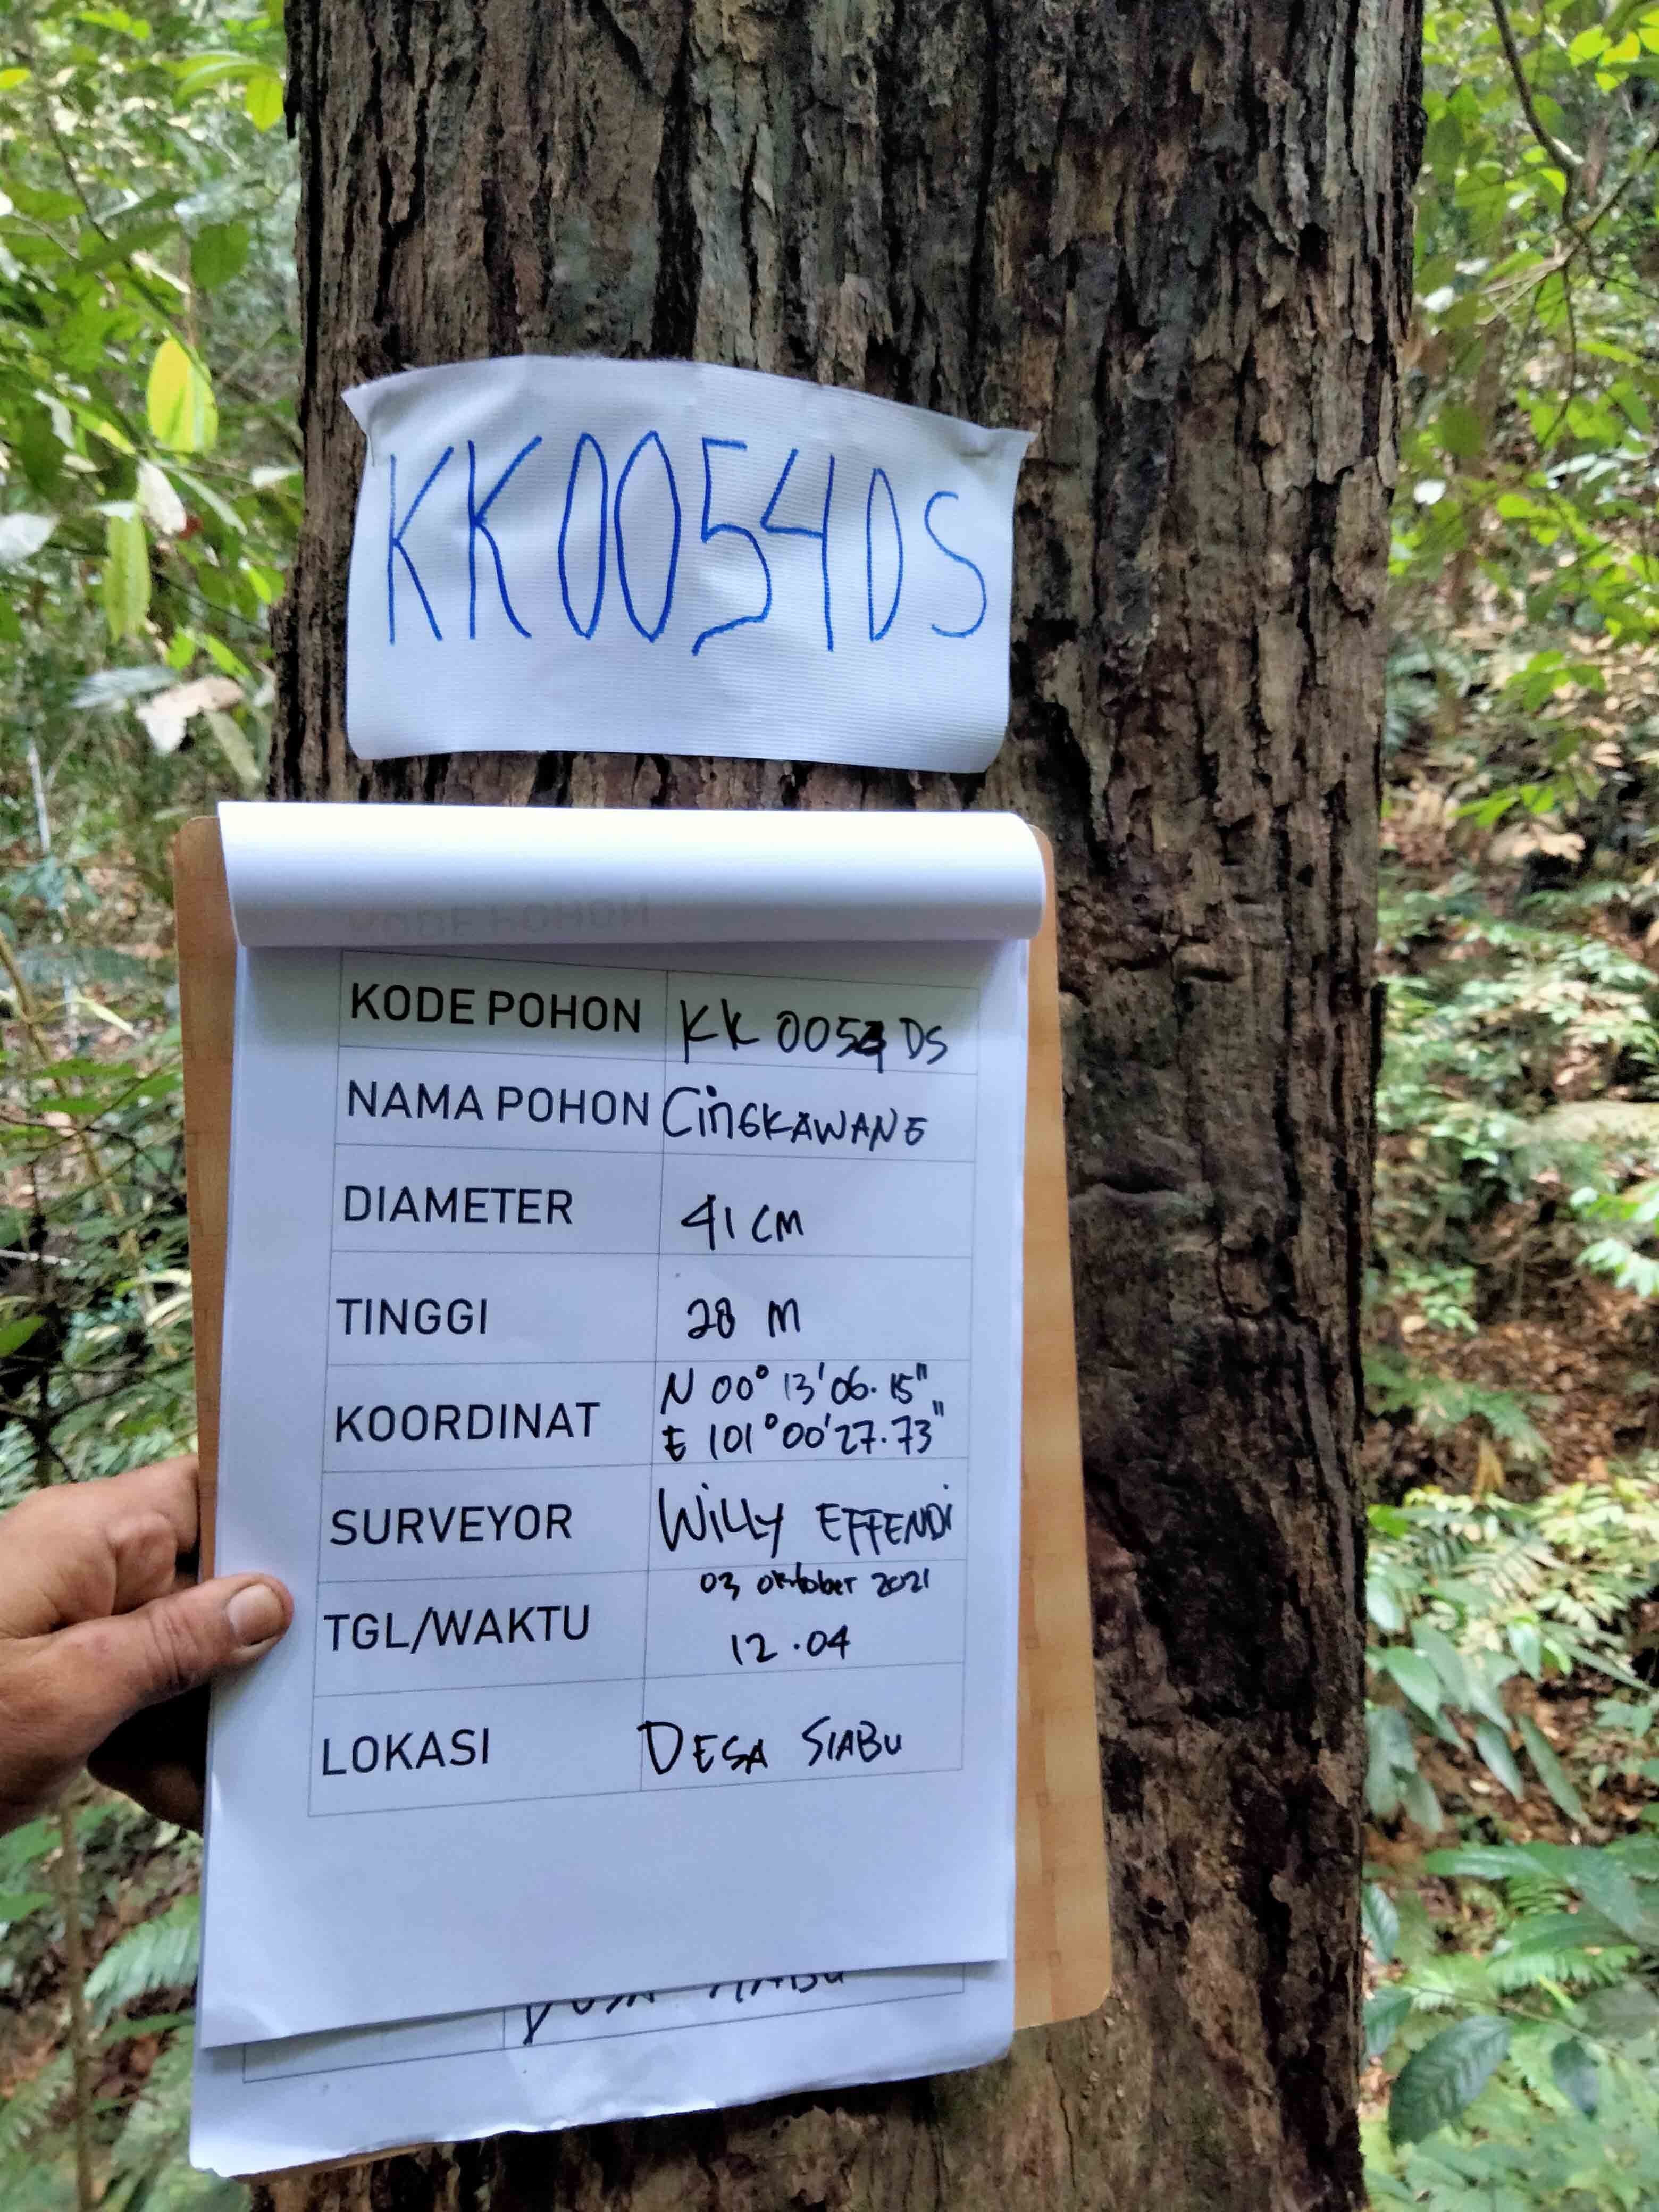 KK0054DS
KODE POHON KK 0054 DS
NAMA POHON CiNGKAWANG
DIAMETER 41 CM
TINGGI 28 M
KOORDINAT N 00° 13' 06.15"
E 101° 00' 27.73"
SURVEYOR WiLLY EFFENDi
03 Oktober 2021
TGL/WAKTU 12.04
LOKASI DESA SIABU